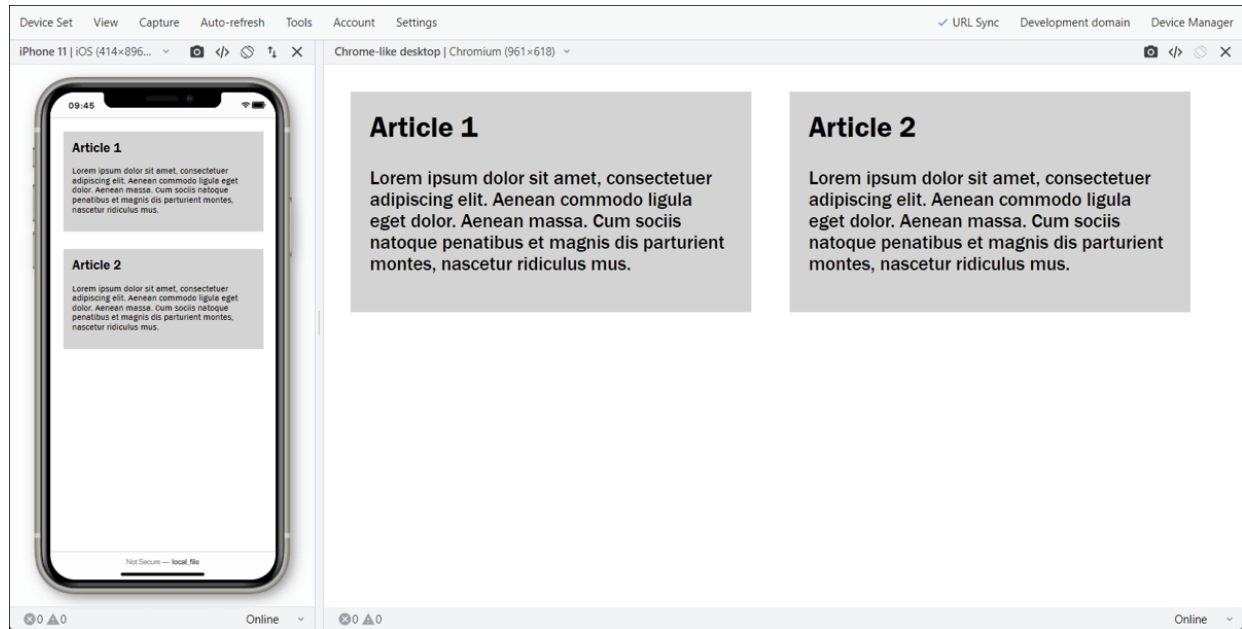 Device Set View Capture Auto-refresh Tools Account Settings URL Sync Development domain Device Manager
iPhone 11 | iOS (414×896...
Chrome-like desktop | Chromium (961×618)
09:45
Article 1
Lorem ipsum dolor sit amet, consectetuer
adipiscing elit. Aenean commodo ligula eget
dolor. Aenean massa. Cum sociis natoque
penatibus et magnis dis parturient montes,
nascetur ridiculus mus.
Article 2
Lorem ipsum dolor sit amet, consectetuer
adipiscing elit. Aenean commodo ligula eget
dolor. Aenean massa. Cum sociis natoque
penatibus et magnis dis parturient montes,
nascetur ridiculus mus.
Not Secure — local_file
0 0 Online
Article 1
Lorem ipsum dolor sit amet, consectetuer
adipiscing elit. Aenean commodo ligula
eget dolor. Aenean massa. Cum sociis
natoque penatibus et magnis dis parturient
montes, nascetur ridiculus mus.
Article 2
Lorem ipsum dolor sit amet, consectetuer
adipiscing elit. Aenean commodo ligula
eget dolor. Aenean massa. Cum sociis
natoque penatibus et magnis dis parturient
montes, nascetur ridiculus mus.
0 0 Online